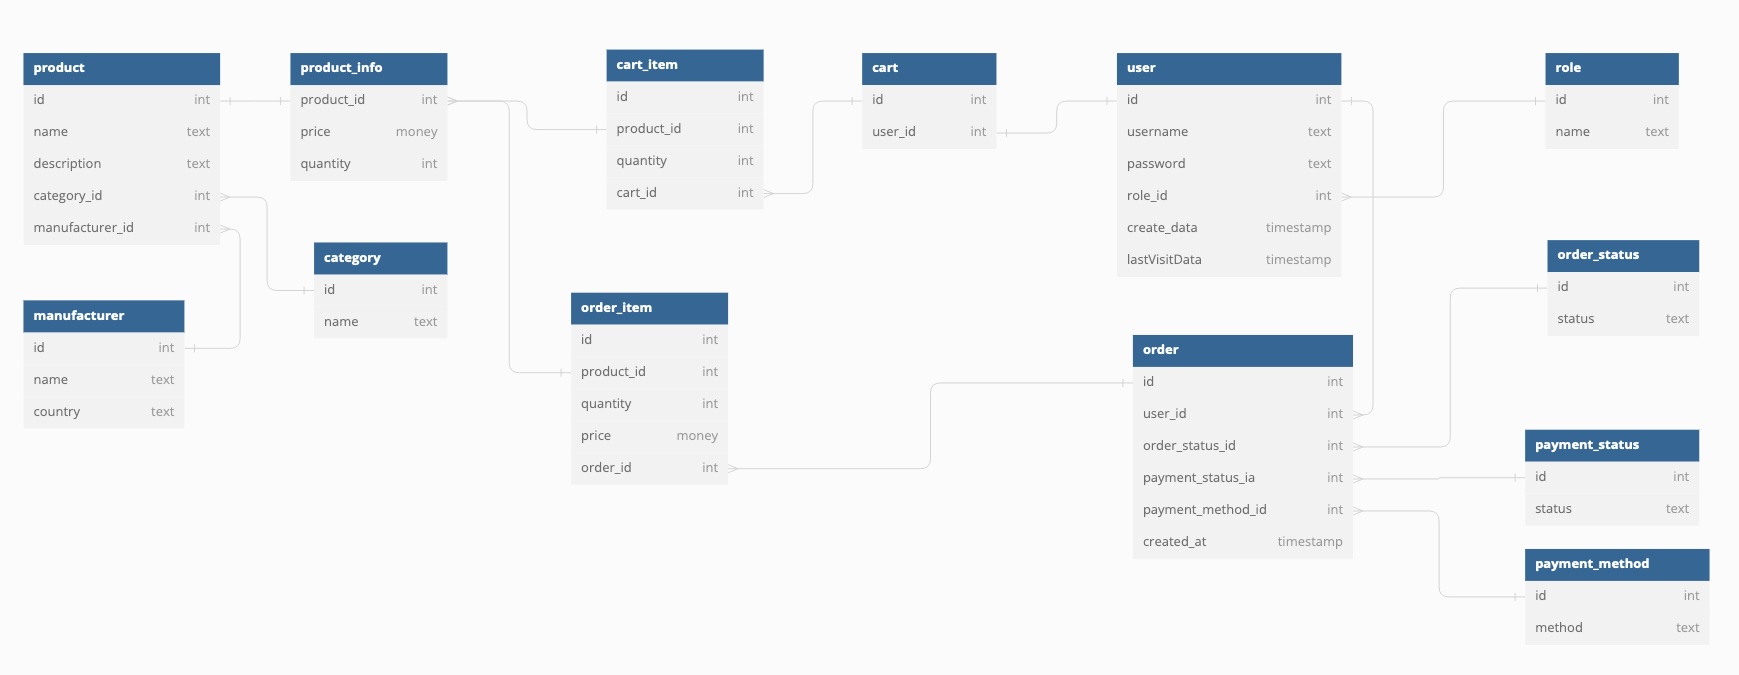 product
id int
name text
description text
category_id int
manufacturer_id int
product_info
product_id int
price money
quantity int
cart_item
id int
product_id int
quantity int
cart_id int
cart
id int
user_id int
user
id int
username text
password text
role_id int
create_data timestamp
lastVisitData timestamp
role
id int
name text
category
id int
name text
manufacturer
id int
name text
country text
order_item
id int
product_id int
quantity int
price money
order_id int
order
id int
user_id int
order_status_id int
payment_status_ia int
payment_method_id int
created_at timestamp
order_status
id int
status text
payment_status
id int
status text
payment_method
id int
method text